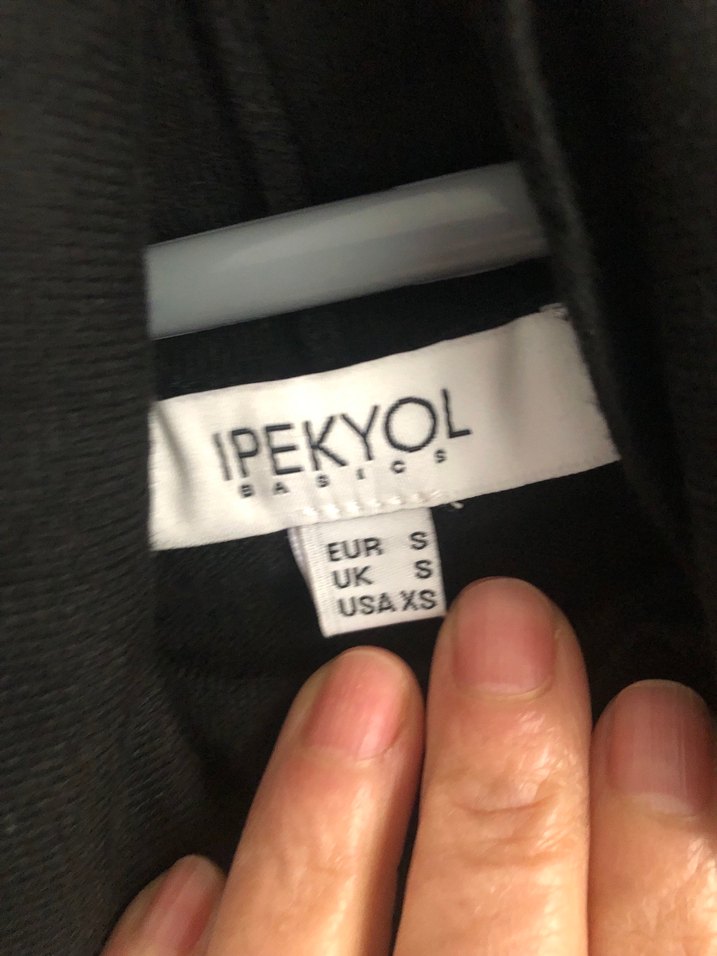 IPEKYOL
BASICS
EUR S
UK S
USA XS